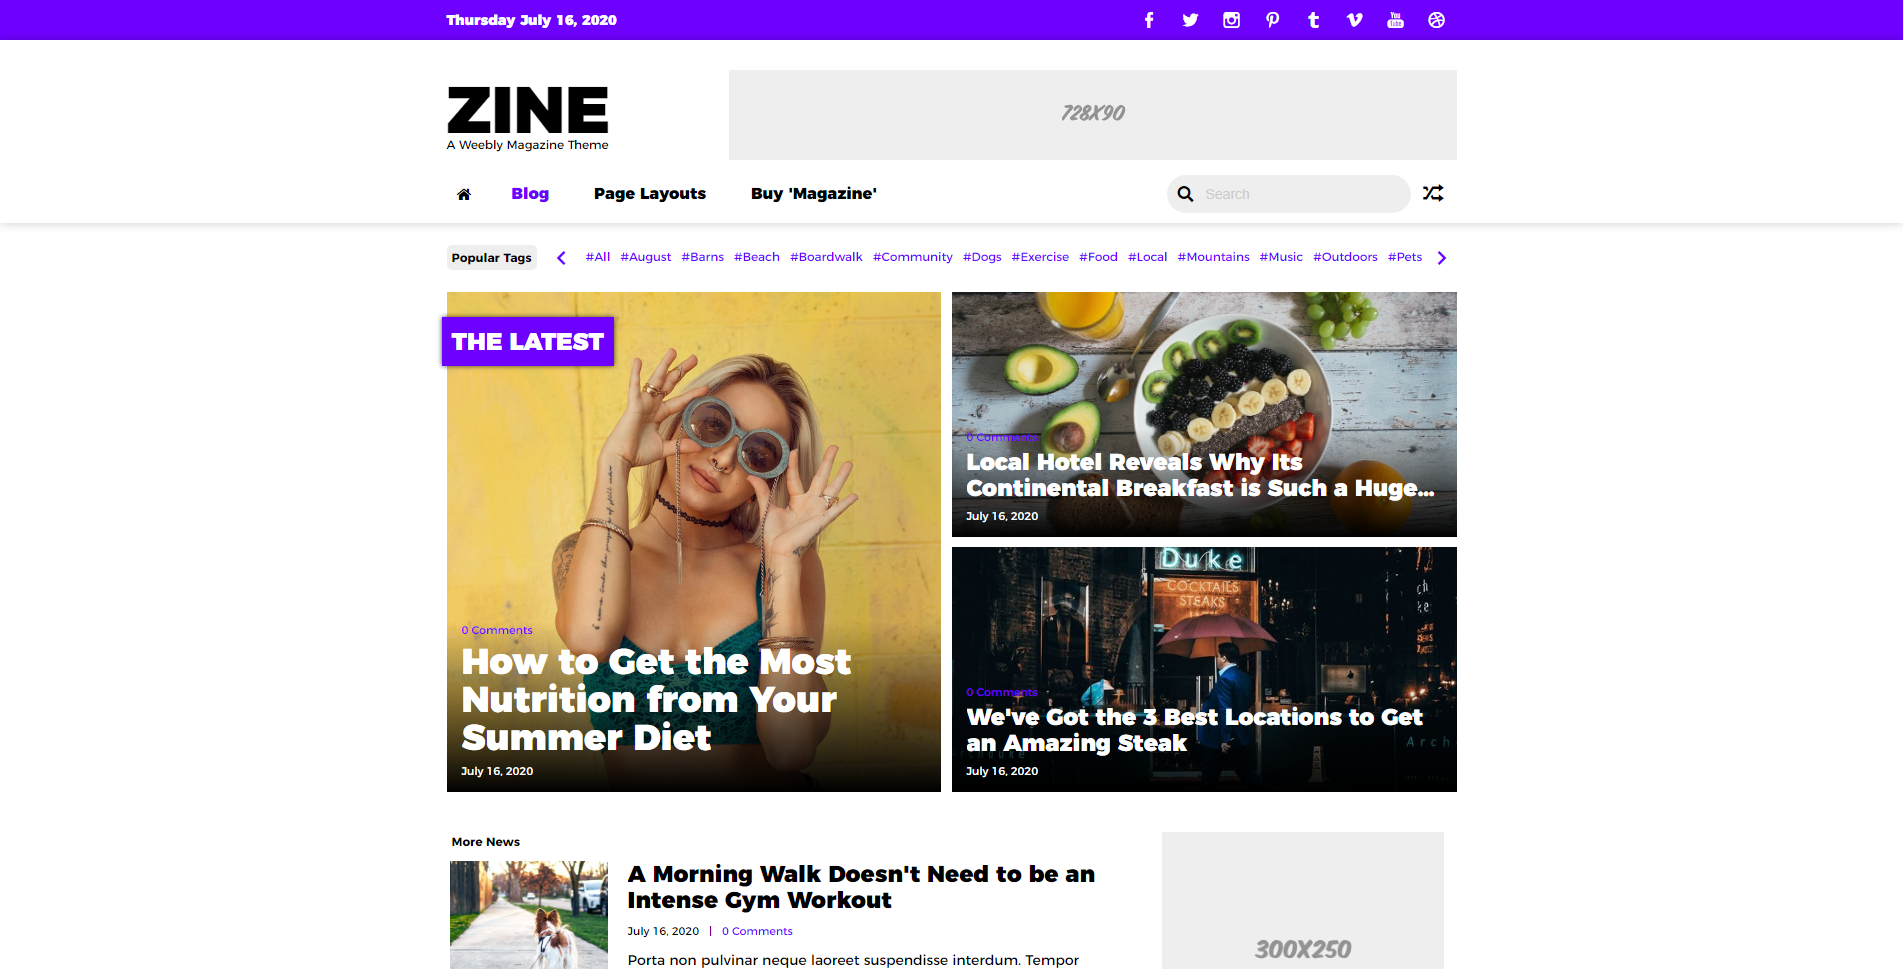 Thursday July 16, 2020
ZINE
A Weebly Magazine Theme
728X90
Blog
Page Layouts
Buy 'Magazine'
Search
Popular Tags
#All #August #Barns #Beach #Boardwalk #Community #Dogs #Exercise #Food #Local #Mountains #Music #Outdoors #Pets
THE LATEST
0 Comments
How to Get the Most
Nutrition from Your
Summer Diet
July 16, 2020
0 Comments
Local Hotel Reveals Why Its
Continental Breakfast is Such a Huge...
July 16, 2020
Duke
COCKTAILS
STEAKS
0 Comments
We've Got the 3 Best Locations to Get
an Amazing Steak
Arch
July 16, 2020
More News
A Morning Walk Doesn't Need to be an
Intense Gym Workout
July 16, 2020 | 0 Comments
Porta non pulvinar neque laoreet suspendisse interdum. Tempor
300X250